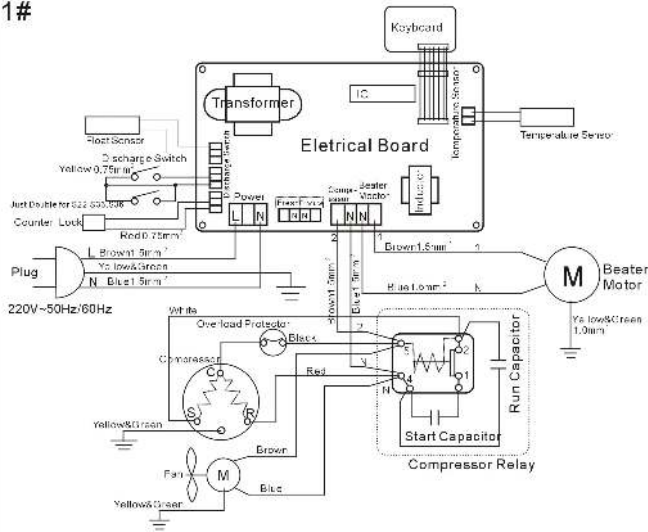 1#
Keyboard
Transformer
IC
Temperature Sensor
Temperature Sensor
Float Sensor
Eletrical Board
Discharge Switch
Discharge Switch
Yellow 0.75mm²
Inductor
Just Double for S22 S33,S36
Power
L N
N N
Beater
N N
Counter Lock
Red 0.75mm²
2 1
L Brown1.5mm²
Brown1.5mm² 1
Plug
Yellow&Green
N Blue1.5mm²
Brown1.5mm²
Blue1.5mm²
M
Beater
Motor
220V~50Hz/60Hz
N
White
Yellow&Green
1.0mm²
Overload Protector
Black
2
5
2
Run Capacitor
Compressor
C
Red
N
4
1
S R
N
Yellow&Green
Start Capacitor
Brown
Compressor Relay
Fan
M
Blue
Yellow&Green